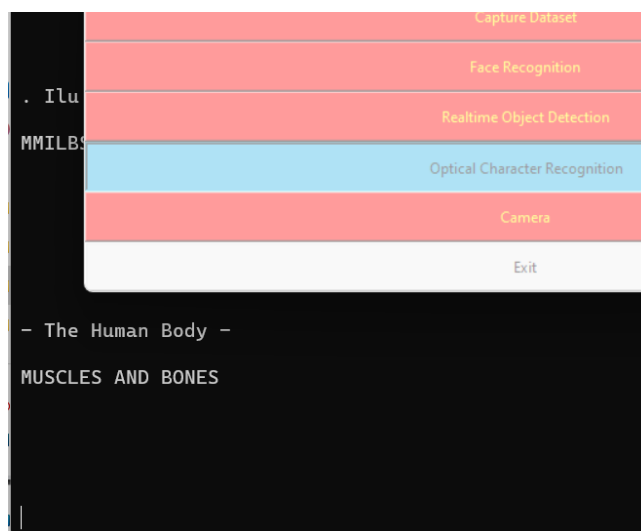 Capture Dataset
Face Recognition
. Ilu
Realtime Object Detection
MMILBS
Optical Character Recognition
Camera
Exit
- The Human Body -
MUSCLES AND BONES